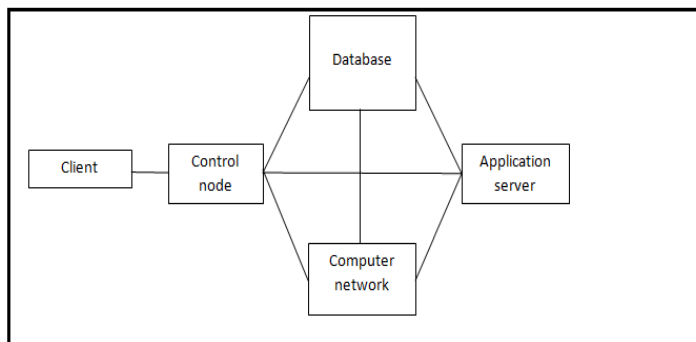 Database
Client
Control
node
Application
server
Computer
network